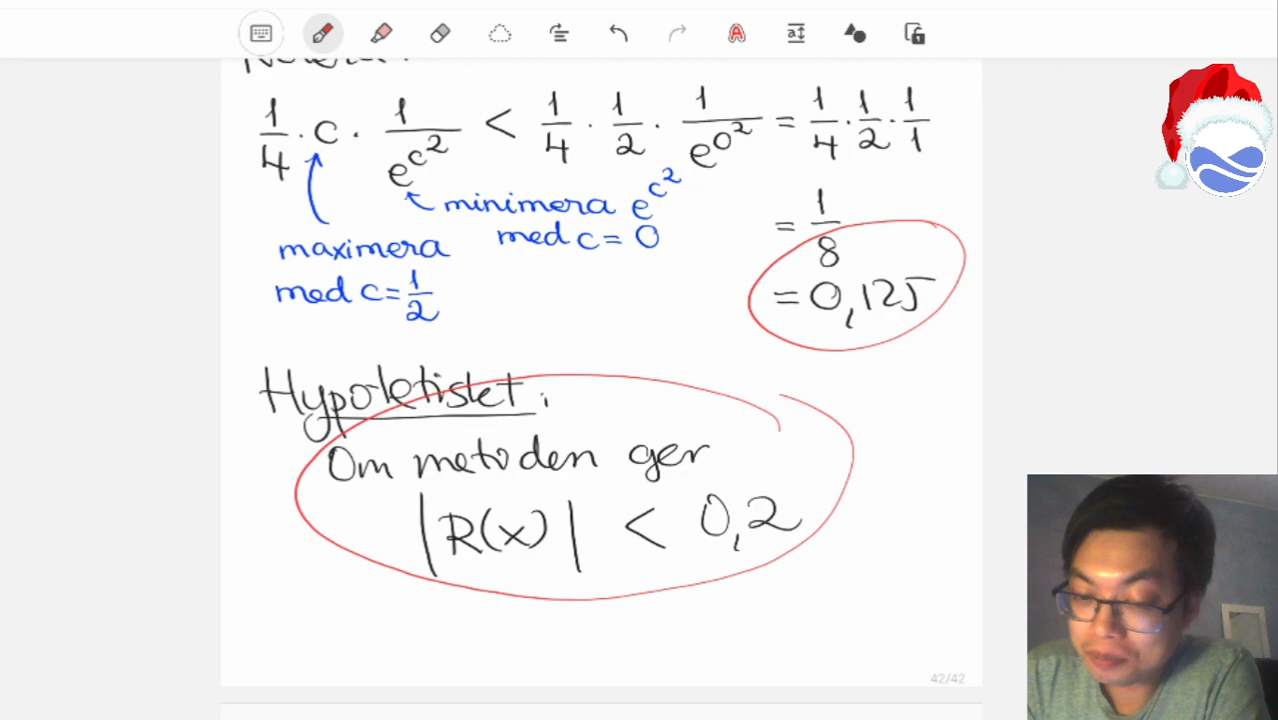 1/4 · c · 1/e^c² < 1/4 · 1/2 · 1/e^0² = 1/4 · 1/2 · 1/1
minimera e^c²
med c = 0
maximera
med c = 1/2
= 1/8
= 0,125
Hypotetiskt:
Om metoden ger
|R(x)| < 0,2
42/42